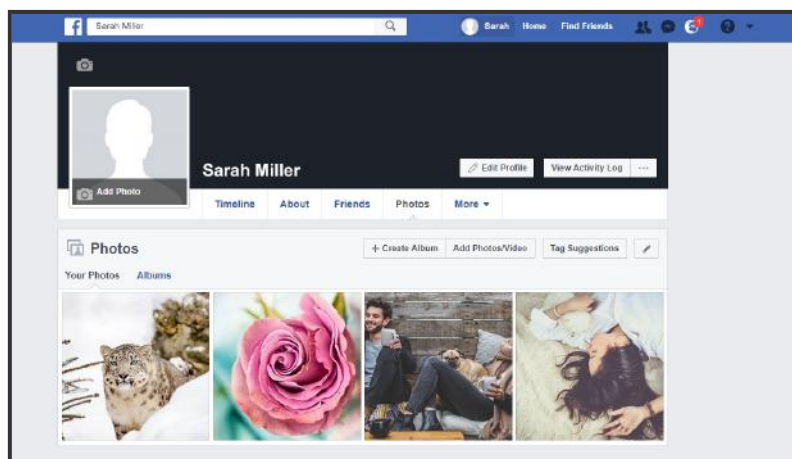 f Sarah Miller Sarah Home Find Friends 1
Add Photo
Sarah Miller Edit Profile View Activity Log ...
Timeline About Friends Photos More
Photos + Create Album Add Photos/Video Tag Suggestions
Your Photos Albums